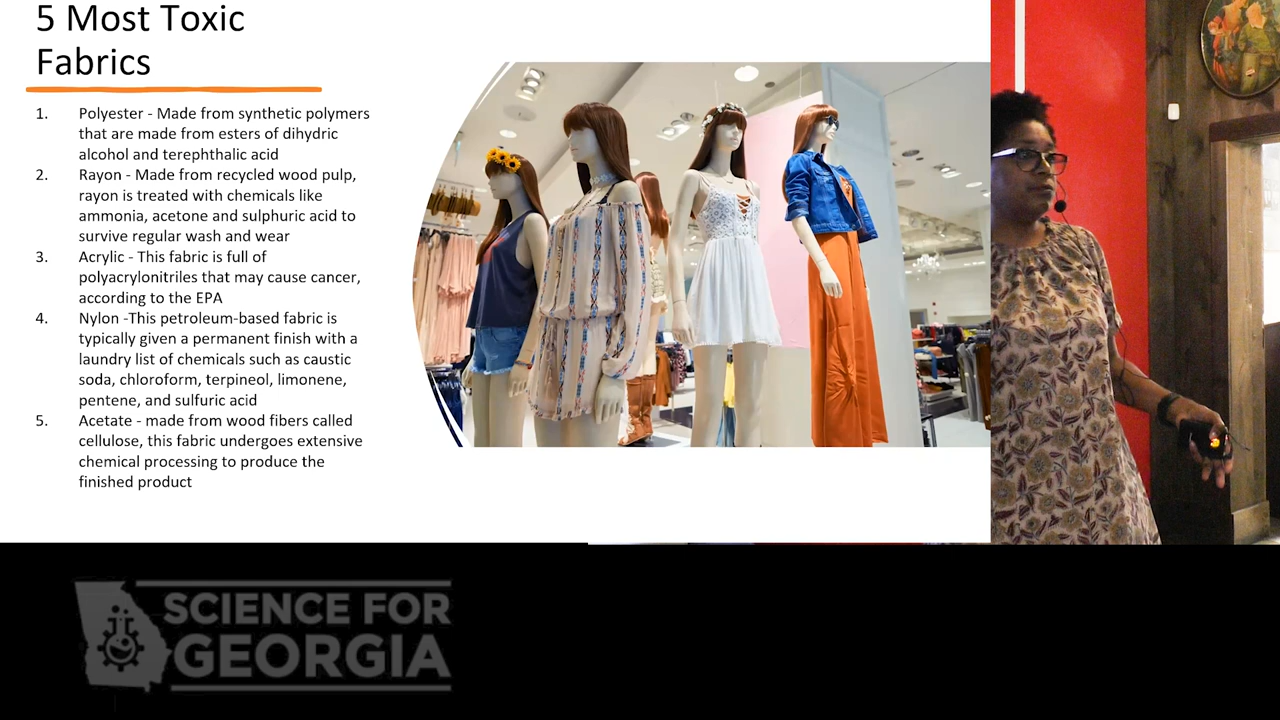 5 Most Toxic
Fabrics
1. Polyester - Made from synthetic polymers
that are made from esters of dihydric
alcohol and terephthalic acid
2. Rayon - Made from recycled wood pulp,
rayon is treated with chemicals like
ammonia, acetone and sulphuric acid to
survive regular wash and wear
3. Acrylic - This fabric is full of
polyacrylonitriles that may cause cancer,
according to the EPA
4. Nylon -This petroleum-based fabric is
typically given a permanent finish with a
laundry list of chemicals such as caustic
soda, chloroform, terpineol, limonene,
pentene, and sulfuric acid
5. Acetate - made from wood fibers called
cellulose, this fabric undergoes extensive
chemical processing to produce the
finished product
SCIENCE FOR
GEORGIA